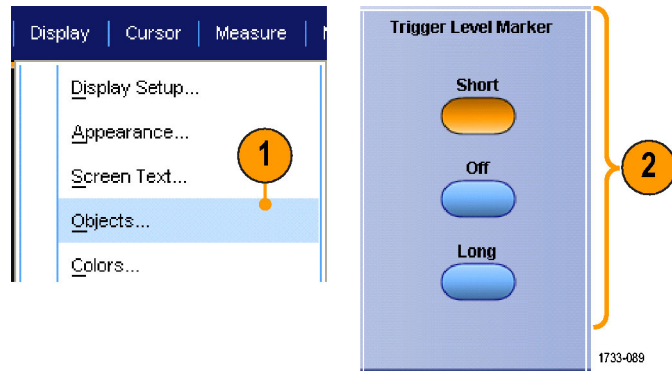 Display | Cursor | Measure |
Display Setup...
Appearance...
Screen Text...
Objects...
Colors...
1
Trigger Level Marker
Short
Off
Long
2
1733-089